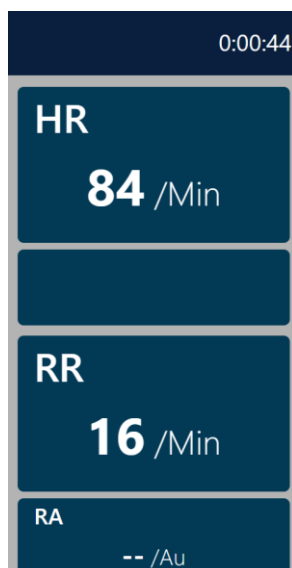 0:00:44
HR
84 /Min
RR
16 /Min
RA
-- /Au